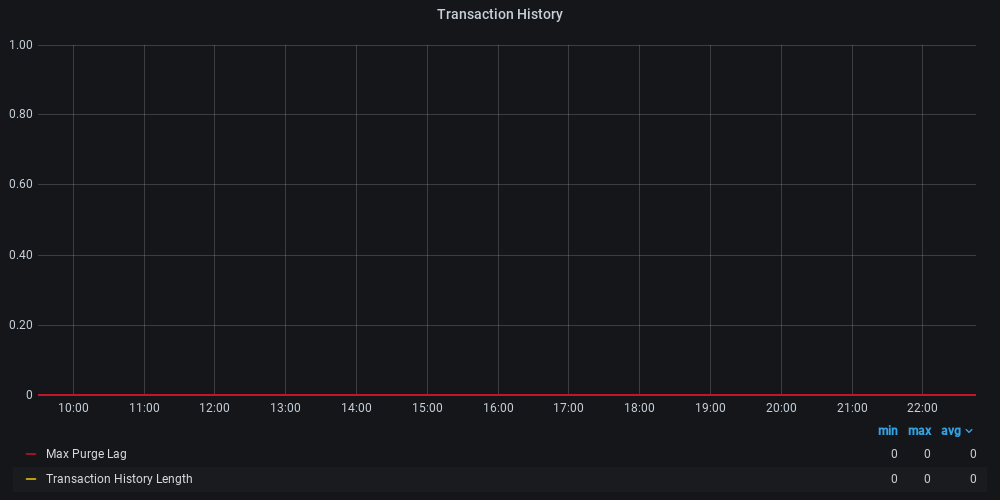 Transaction History
1.00
0.80
0.60
0.40
0.20
0
10:00 11:00 12:00 13:00 14:00 15:00 16:00 17:00 18:00 19:00 20:00 21:00 22:00
min max avg
Max Purge Lag 0 0 0
Transaction History Length 0 0 0